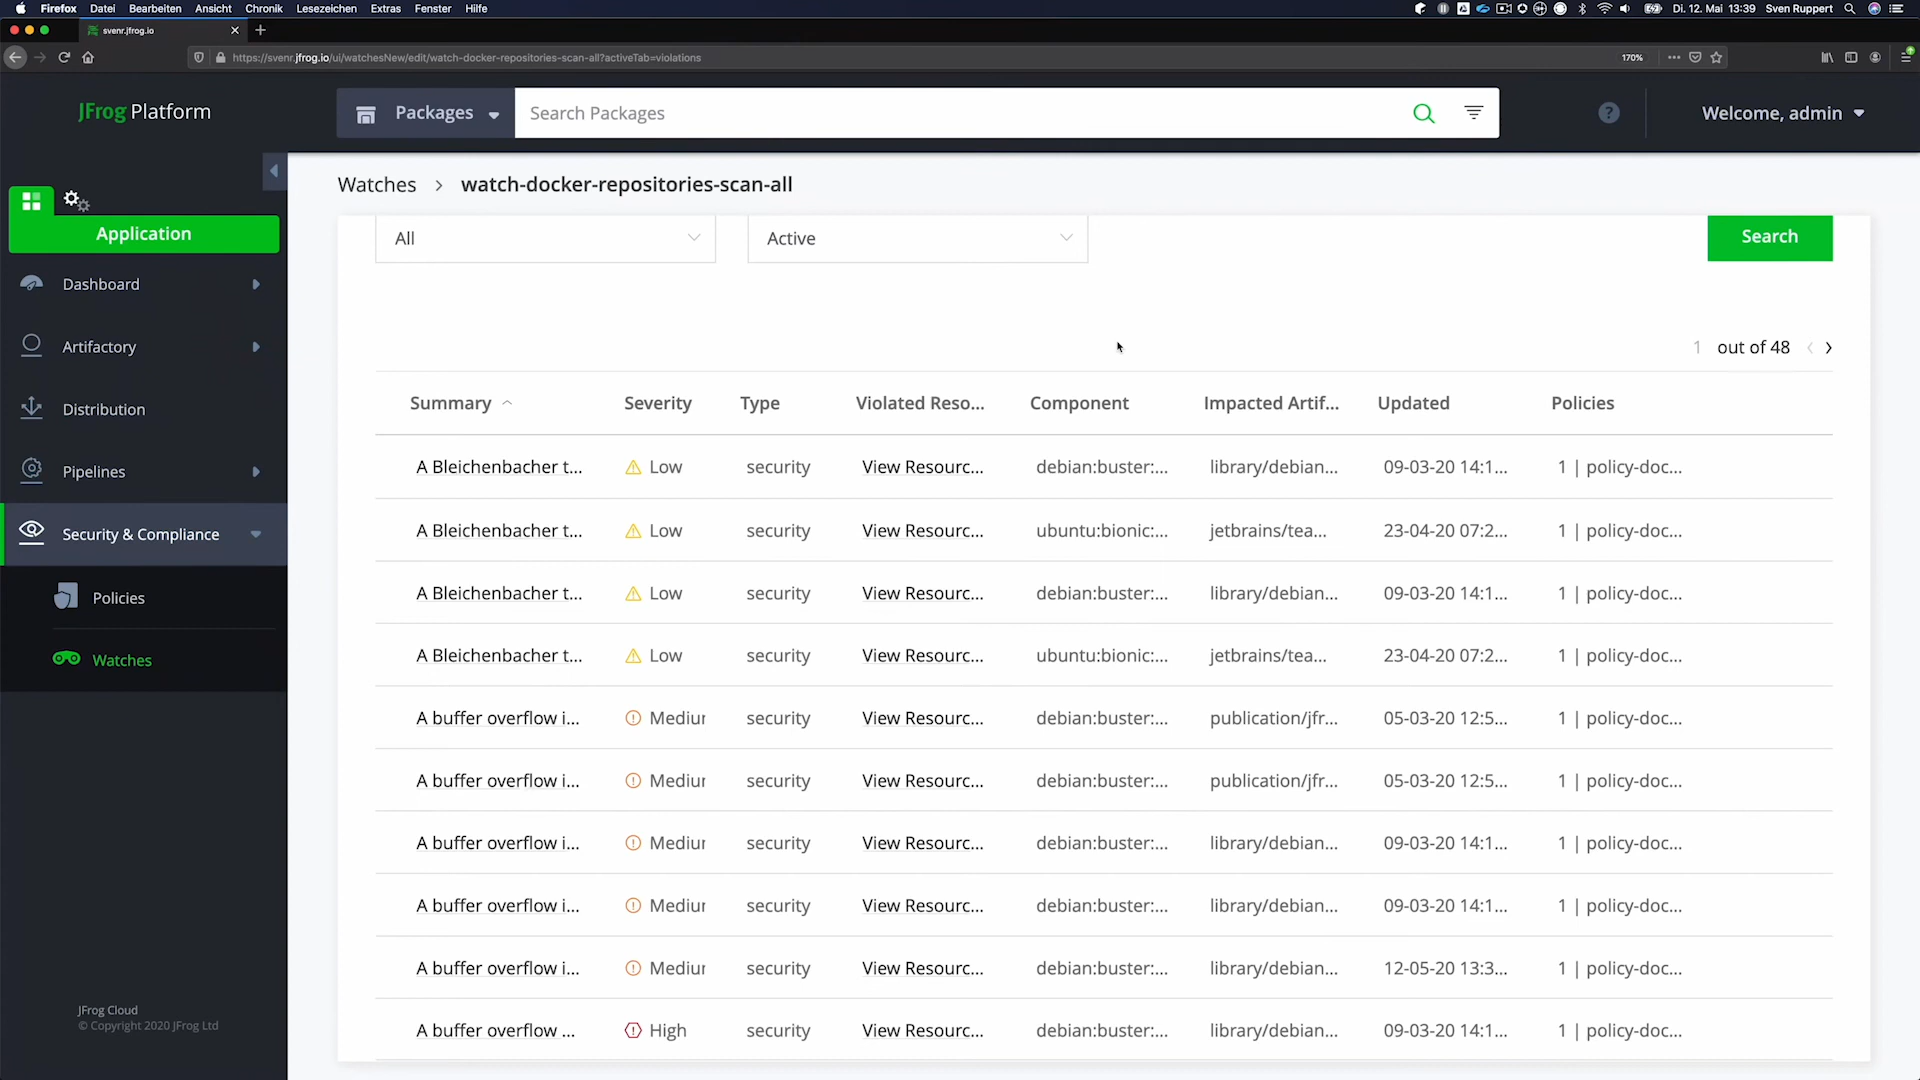 Firefox Datei Bearbeiten Ansicht Chronik Lesezeichen Extras Fenster Hilfe Di. 12. Mai 13:39 Sven Ruppert
svenr.jfrog.io
https://svenr.jfrog.io/ui/watchesNew/edit/watch-docker-repositories-scan-all?activeTab=violations 170%
JFrog Platform Packages Search Packages Welcome, admin
Application
Dashboard
Artifactory
Distribution
Pipelines
Security & Compliance
Policies
Watches
JFrog Cloud
© Copyright 2020 JFrog Ltd
Watches > watch-docker-repositories-scan-all
All Active Search
1 out of 48
Summary Severity Type Violated Reso... Component Impacted Artif... Updated Policies
A Bleichenbacher t... Low security View Resourc... debian:buster:... library/debian... 09-03-20 14:1... 1 | policy-doc...
A Bleichenbacher t... Low security View Resourc... ubuntu:bionic:... jetbrains/tea... 23-04-20 07:2... 1 | policy-doc...
A Bleichenbacher t... Low security View Resourc... debian:buster:... library/debian... 09-03-20 14:1... 1 | policy-doc...
A Bleichenbacher t... Low security View Resourc... ubuntu:bionic:... jetbrains/tea... 23-04-20 07:2... 1 | policy-doc...
A buffer overflow i... Mediur security View Resourc... debian:buster:... publication/jfr... 05-03-20 12:5... 1 | policy-doc...
A buffer overflow i... Mediur security View Resourc... debian:buster:... publication/jfr... 05-03-20 12:5... 1 | policy-doc...
A buffer overflow i... Mediur security View Resourc... debian:buster:... library/debian... 09-03-20 14:1... 1 | policy-doc...
A buffer overflow i... Mediur security View Resourc... debian:buster:... library/debian... 09-03-20 14:1... 1 | policy-doc...
A buffer overflow i... Mediur security View Resourc... debian:buster:... library/debian... 12-05-20 13:3... 1 | policy-doc...
A buffer overflow ... High security View Resourc... debian:buster:... library/debian... 09-03-20 14:1... 1 | policy-doc...